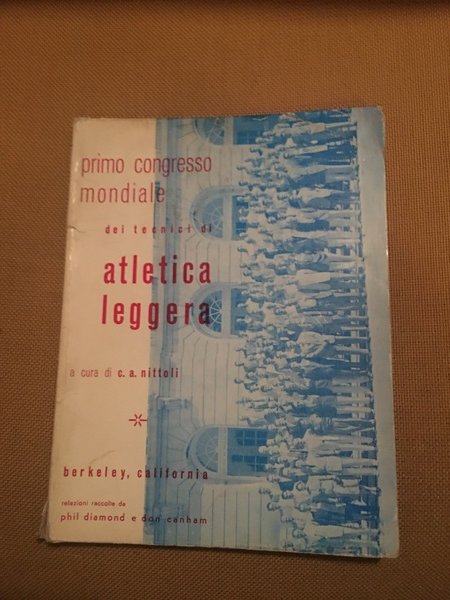 primo congresso
mondiale
dei tecnici di
atletica
leggera
a cura di c. a. nittoli
berkeley, california
relazioni raccolte da
phil diamond e don canham